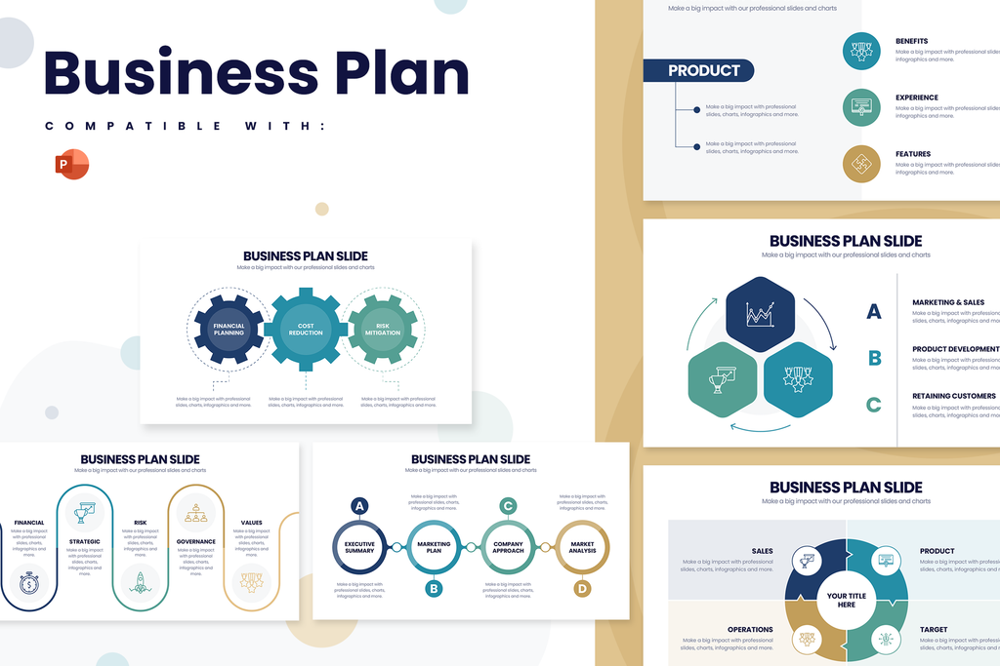 Business Plan
COMPATIBLE WITH:
P
BUSINESS PLAN SLIDE
Make a big impact with our professional slides and charts
FINANCIAL
PLANNING
COST
REDUCTION
RISK
MITIGATION
Make a big impact with professional
slides, charts, infographics and more.
Make a big impact with professional
slides, charts, infographics and more.
Make a big impact with professional
slides, charts, infographics and more.
BUSINESS PLAN SLIDE
Make a big impact with our professional slides and charts
FINANCIAL
Make a big impact
with professional
slides, charts,
infographics and
more.
$
STRATEGIC
Make a big impact
with professional
slides, charts,
infographics and
more.
RISK
Make a big impact
with professional
slides, charts,
infographics and
more.
GOVERNANCE
Make a big impact
with professional
slides, charts,
infographics and
more.
VALUES
Make a big impact
with professional
slides, charts,
infographics and
more.
BUSINESS PLAN SLIDE
Make a big impact with our professional slides and charts
A
EXECUTIVE
SUMMARY
Make a big impact with
professional slides, charts,
infographics and more.
Make a big impact with
professional slides, charts,
infographics and more.
MARKETING
PLAN
B
C
COMPANY
APPROACH
Make a big impact with
professional slides, charts,
infographics and more.
Make a big impact with
professional slides, charts,
infographics and more.
MARKET
ANALYSIS
D
Make a big impact with our professional slides and charts
PRODUCT
Make a big impact with professional
slides, charts, infographics and more.
Make a big impact with professional
slides, charts, infographics and more.
BENEFITS
Make a big impact with professional slides
infographics and more.
EXPERIENCE
Make a big impact with professional slides
infographics and more.
FEATURES
Make a big impact with professional slides
infographics and more.
BUSINESS PLAN SLIDE
Make a big impact with our professional slides and charts
A
MARKETING & SALES
Make a big impact with professional
slides, charts, infographics and more.
B
PRODUCT DEVELOPMENT
Make a big impact with professional
slides, charts, infographics and more.
C
RETAINING CUSTOMERS
Make a big impact with professional
slides, charts, infographics and more.
BUSINESS PLAN SLIDE
Make a big impact with our professional slides and charts
SALES
Make a big impact with professional
slides, charts, infographics and more.
PRODUCT
Make a big impact with professional
slides, charts, infographics and more.
YOUR TITLE
HERE
OPERATIONS
Make a big impact with professional
slides, charts, infographics and more.
TARGET
Make a big impact with professional
slides, charts, infographics and more.